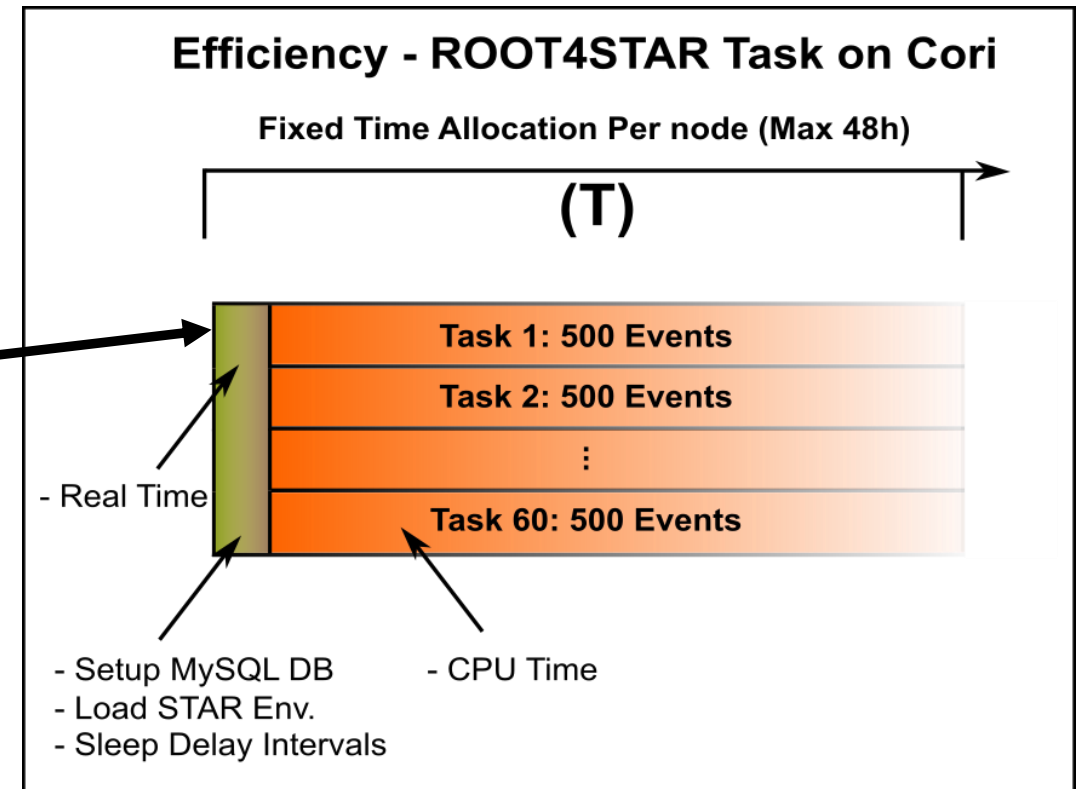 Efficiency - ROOT4STAR Task on Cori
Fixed Time Allocation Per node (Max 48h)
(T)
Task 1: 500 Events
Task 2: 500 Events
⋮
Task 60: 500 Events
- Real Time
- Setup MySQL DB
- Load STAR Env.
- Sleep Delay Intervals
- CPU Time